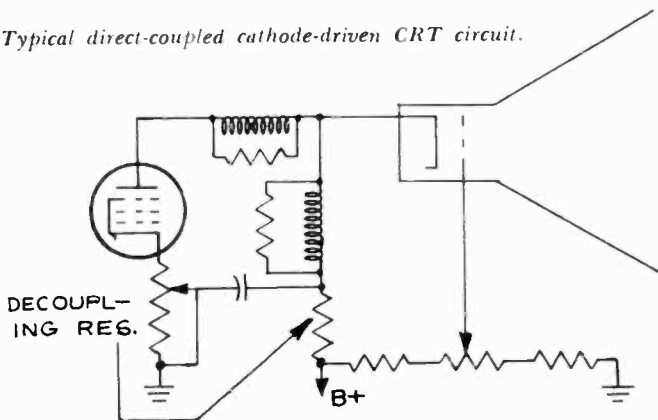 Typical direct-coupled cathode-driven CRT circuit.
DECOUPL-
ING RES.
B+